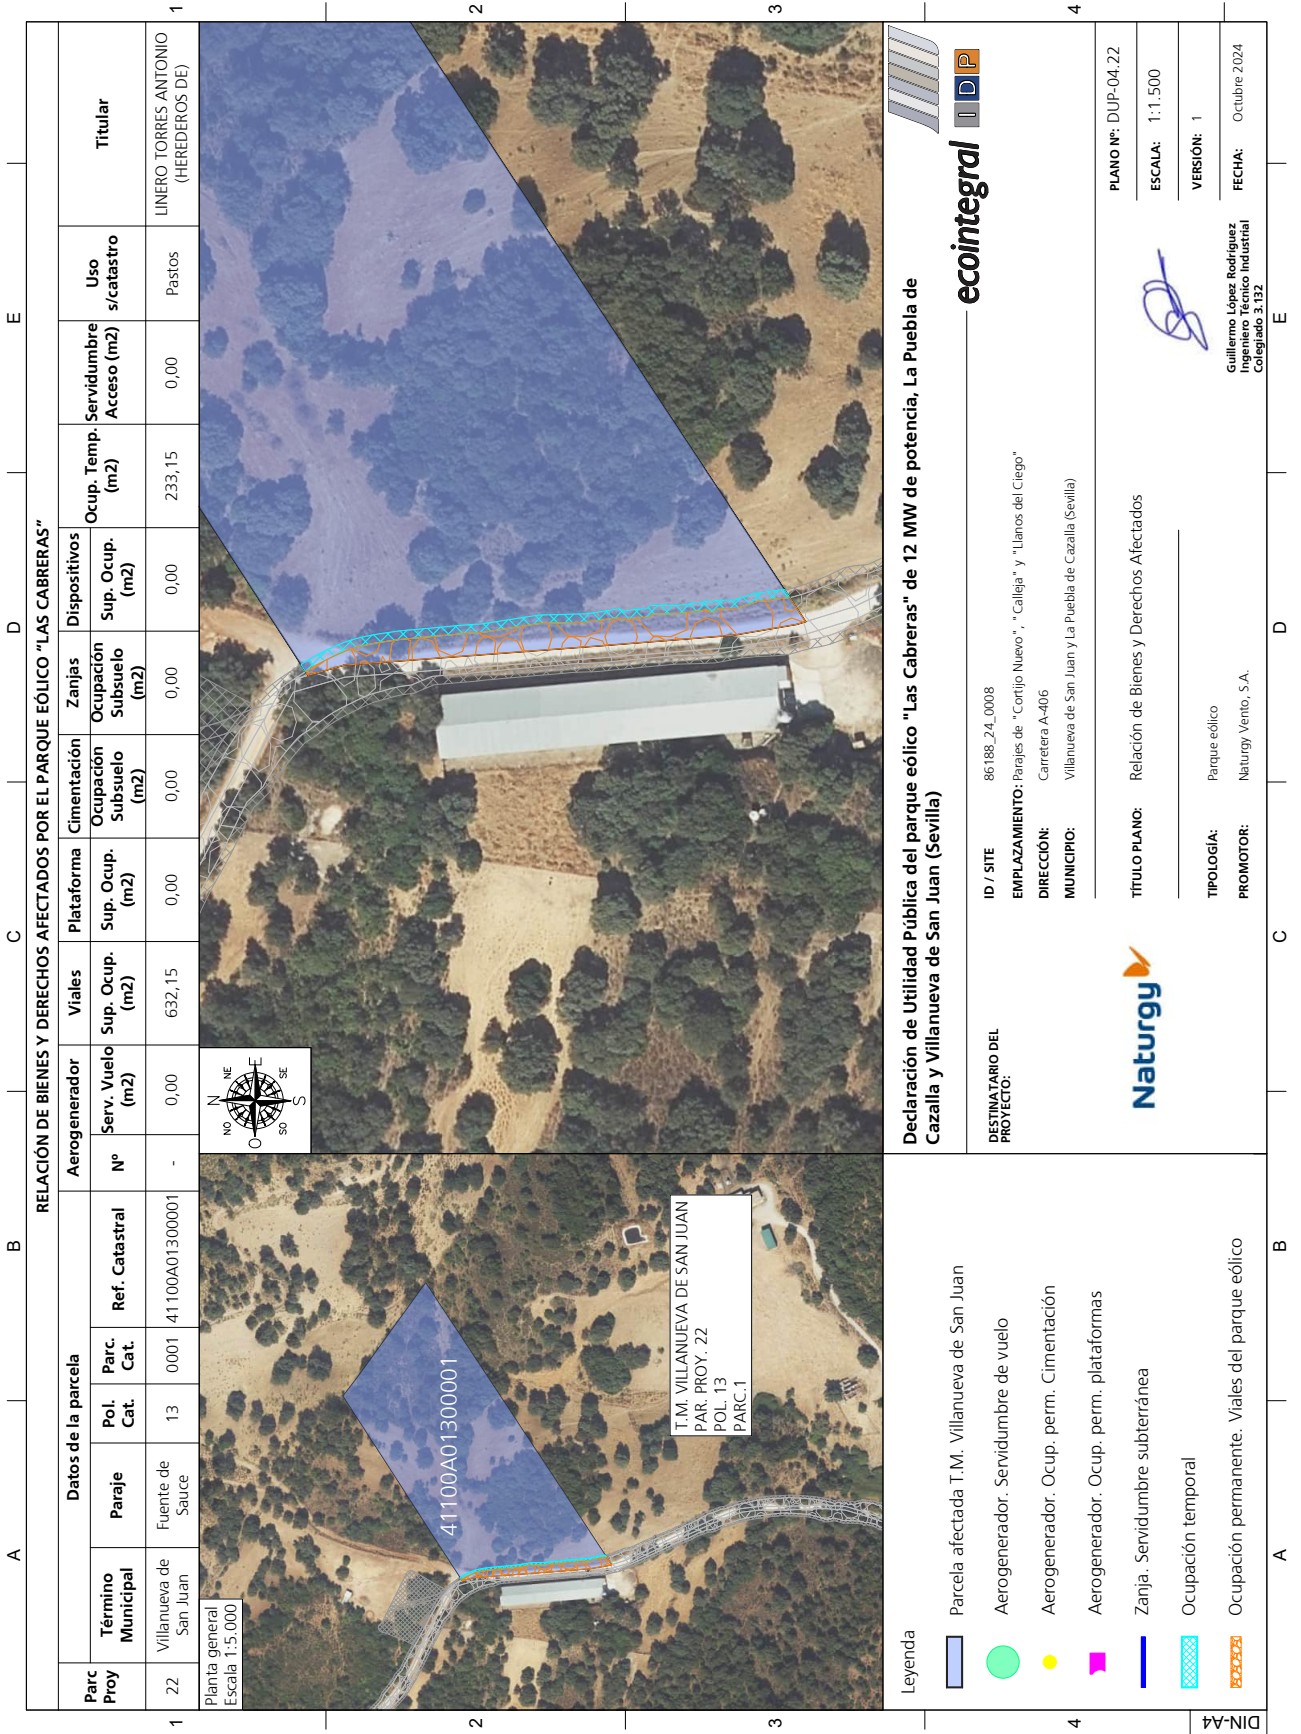 RELACIÓN DE BIENES Y DERECHOS AFECTADOS POR EL PARQUE EÓLICO "LAS CABRERAS"
Parc Proy
Datos de la parcela
Aerogenerador
Viales
Plataforma
Cimentación
Zanjas
Dispositivos
Ocup. Temp. (m2)
Servidumbre Acceso (m2)
Uso s/catastro
Titular
Término Municipal
Paraje
Pol. Cat.
Parc. Cat.
Ref. Catastral
Nº
Serv. Vuelo (m2)
Sup. Ocup. (m2)
Sup. Ocup. (m2)
Ocupación Subsuelo (m2)
Ocupación Subsuelo (m2)
Sup. Ocup. (m2)
22
Villanueva de San Juan
Fuente de Sauce
13
0001
41100A01300001
-
0,00
632,15
0,00
0,00
0,00
0,00
233,15
0,00
Pastos
LINERO TORRES ANTONIO (HEREDEROS DE)
Planta general
Escala 1:5.000
41100A01300001
T.M. VILLANUEVA DE SAN JUAN
PAR. PROY. 22
POL. 13
PARC.1
N
NE
E
SE
S
SO
O
NO
Leyenda
Parcela afectada T.M. Villanueva de San Juan
Aerogenerador. Servidumbre de vuelo
Aerogenerador. Ocup. perm. Cimentación
Aerogenerador. Ocup. perm. plataformas
Zanja. Servidumbre subterránea
Ocupación temporal
Ocupación permanente. Viales del parque eólico
Declaración de Utilidad Pública del parque eólico "Las Cabreras" de 12 MW de potencia, La Puebla de
Cazalla y Villanueva de San Juan (Sevilla)
DESTINATARIO DEL
PROYECTO:
Naturgy
ID / SITE 86188_24_0008
EMPLAZAMIENTO: Parajes de "Cortijo Nuevo", "Calleja" y "Llanos del Ciego"
DIRECCIÓN: Carretera A-406
MUNICIPIO: Villanueva de San Juan y La Puebla de Cazalla (Sevilla)
TÍTULO PLANO: Relación de Bienes y Derechos Afectados
TIPOLOGÍA: Parque eólico
PROMOTOR: Naturgy Vento, S.A.
ecointegral
IDP
PLANO Nº: DUP-04.22
ESCALA: 1:1.500
VERSIÓN: 1
FECHA: Octubre 2024
Guillermo López Rodríguez
Ingeniero Técnico Industrial
Colegiado 3.132
A
B
C
D
E
A
B
C
D
E
1
2
3
4
1
2
3
4
DIN-A4